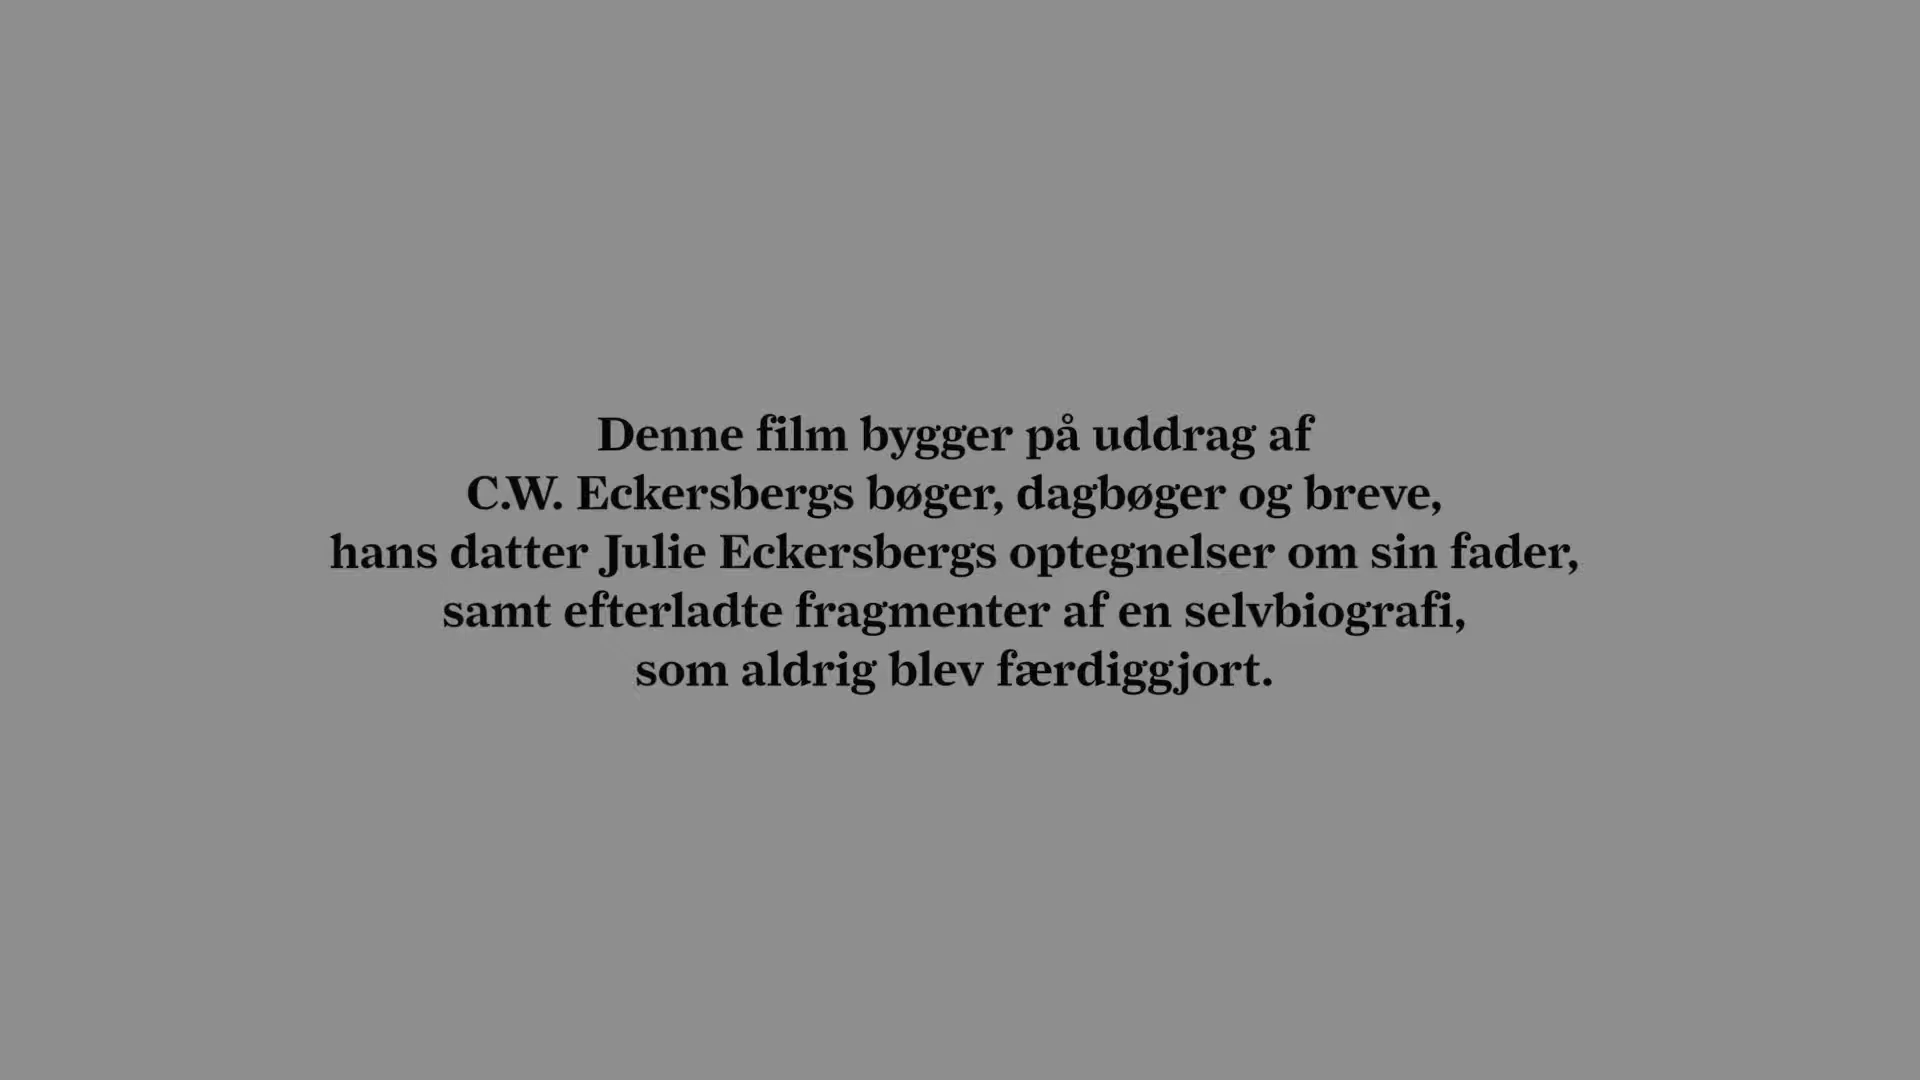 Denne film bygger på uddrag af
C.W. Eckersbergs bøger, dagbøger og breve,
hans datter Julie Eckersbergs optegnelser om sin fader,
samt efterladte fragmenter af en selvbiografi,
som aldrig blev færdiggjort.